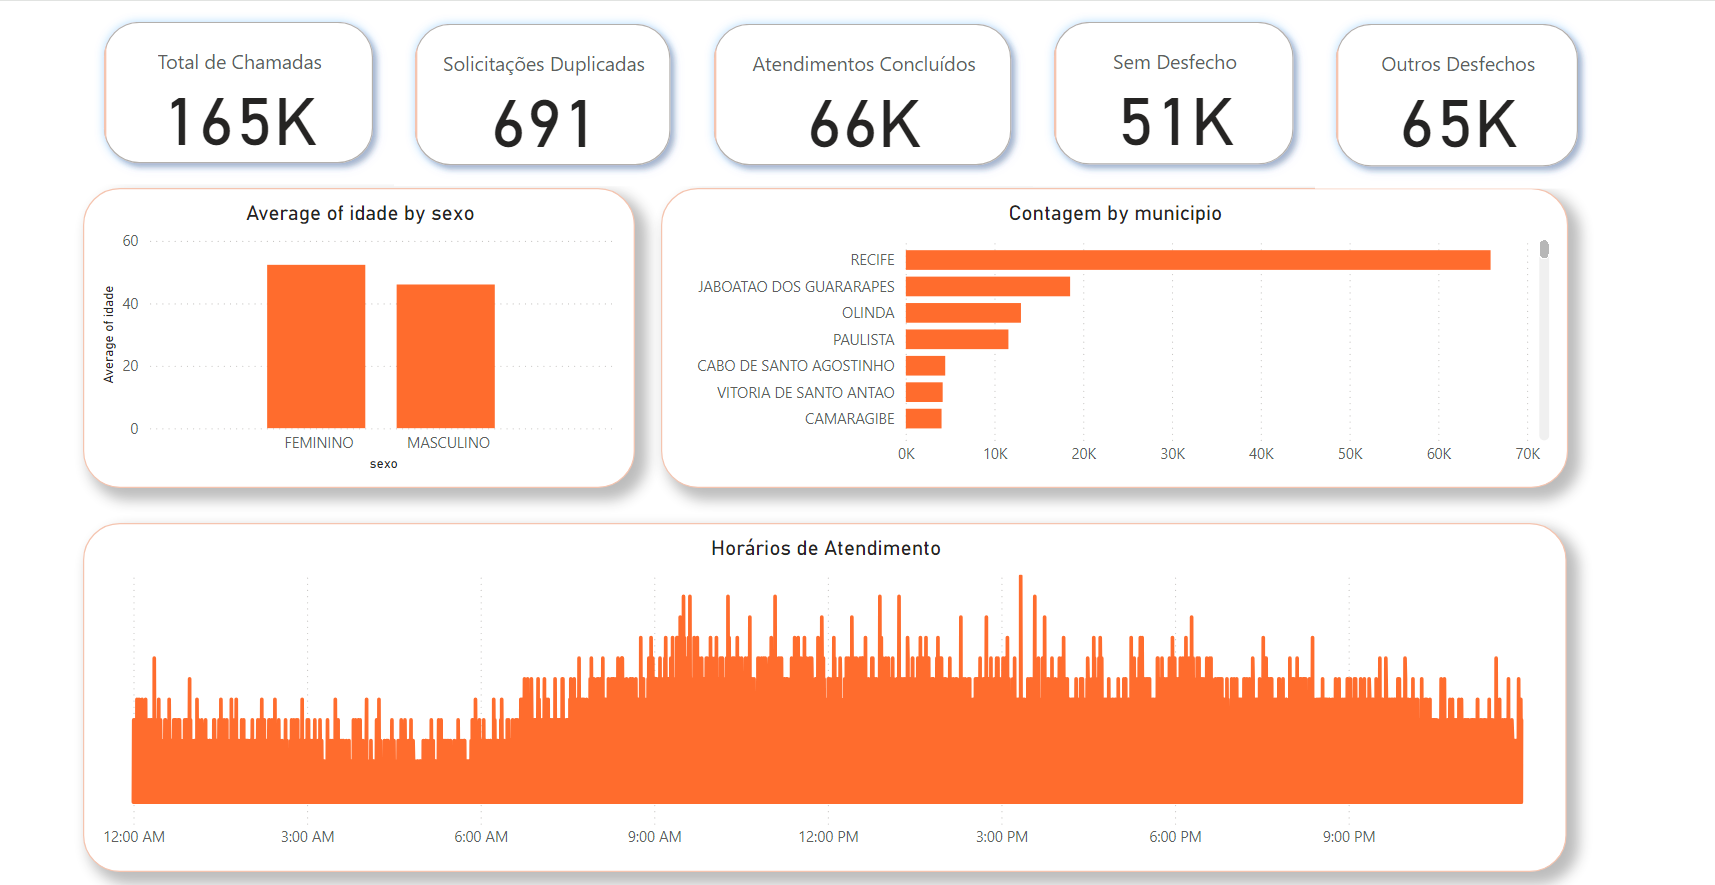 Total de Chamadas
165K
Solicitações Duplicadas
691
Atendimentos Concluídos
66K
Sem Desfecho
51K
Outros Desfechos
65K
Average of idade by sexo
Average of idade
60
40
20
0
FEMININO
MASCULINO
sexo
Contagem by municipio
RECIFE
JABOATAO DOS GUARARAPES
OLINDA
PAULISTA
CABO DE SANTO AGOSTINHO
VITORIA DE SANTO ANTAO
CAMARAGIBE
0K 10K 20K 30K 40K 50K 60K 70K
Horários de Atendimento
12:00 AM 3:00 AM 6:00 AM 9:00 AM 12:00 PM 3:00 PM 6:00 PM 9:00 PM